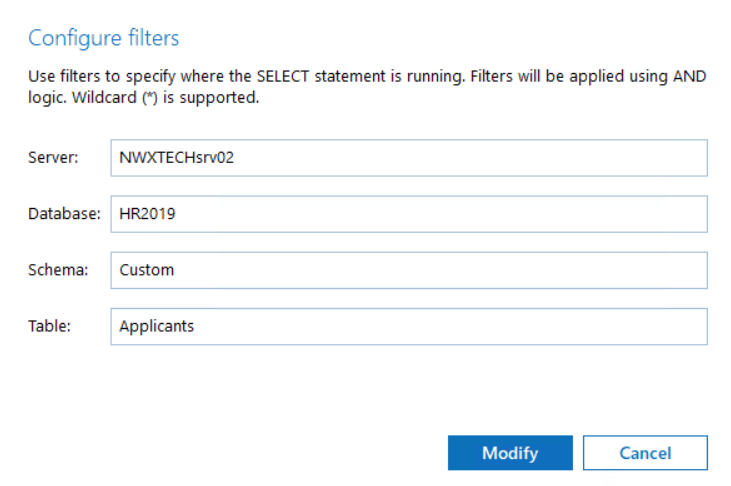 Configure filters
Use filters to specify where the SELECT statement is running. Filters will be applied using AND
logic. Wildcard (*) is supported.
Server: NWXTECHsrv02
Database: HR2019
Schema: Custom
Table: Applicants
Modify Cancel